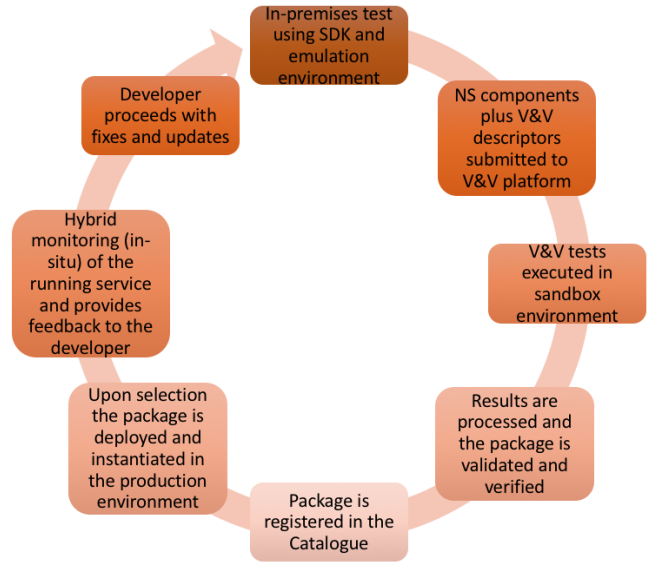 In-premises test
using SDK and
emulation
environment
NS components
plus V&V
descriptors
submitted to
V&V platform
V&V tests
executed in
sandbox
environment
Results are
processed and
the package is
validated and
verified
Package is
registered in the
Catalogue
Upon selection
the package is
deployed and
instantiated in
the production
environment
Hybrid
monitoring (in-
situ) of the
running service
and provides
feedback to the
developer
Developer
proceeds with
fixes and updates